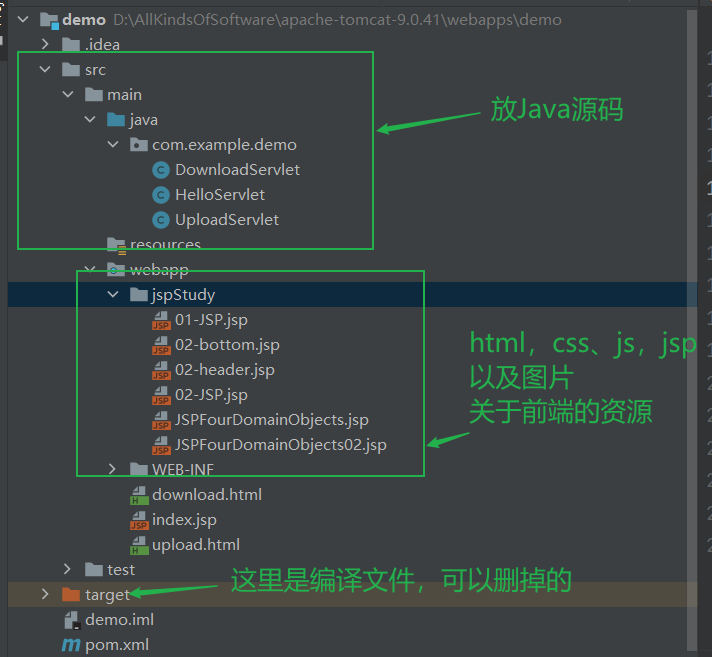 demo D:\AllKindsOfSoftware\apache-tomcat-9.0.41\webapps\demo
.idea
src
main
java
放Java源码
com.example.demo
DownloadServlet
HelloServlet
UploadServlet
resources
webapp
jspStudy
01-JSP.jsp
02-bottom.jsp
02-header.jsp
02-JSP.jsp
JSPFourDomainObjects.jsp
JSPFourDomainObjects02.jsp
html，css、js，jsp
以及图片
关于前端的资源
WEB-INF
download.html
index.jsp
upload.html
test
这里是编译文件，可以删掉的
target
demo.iml
pom.xml